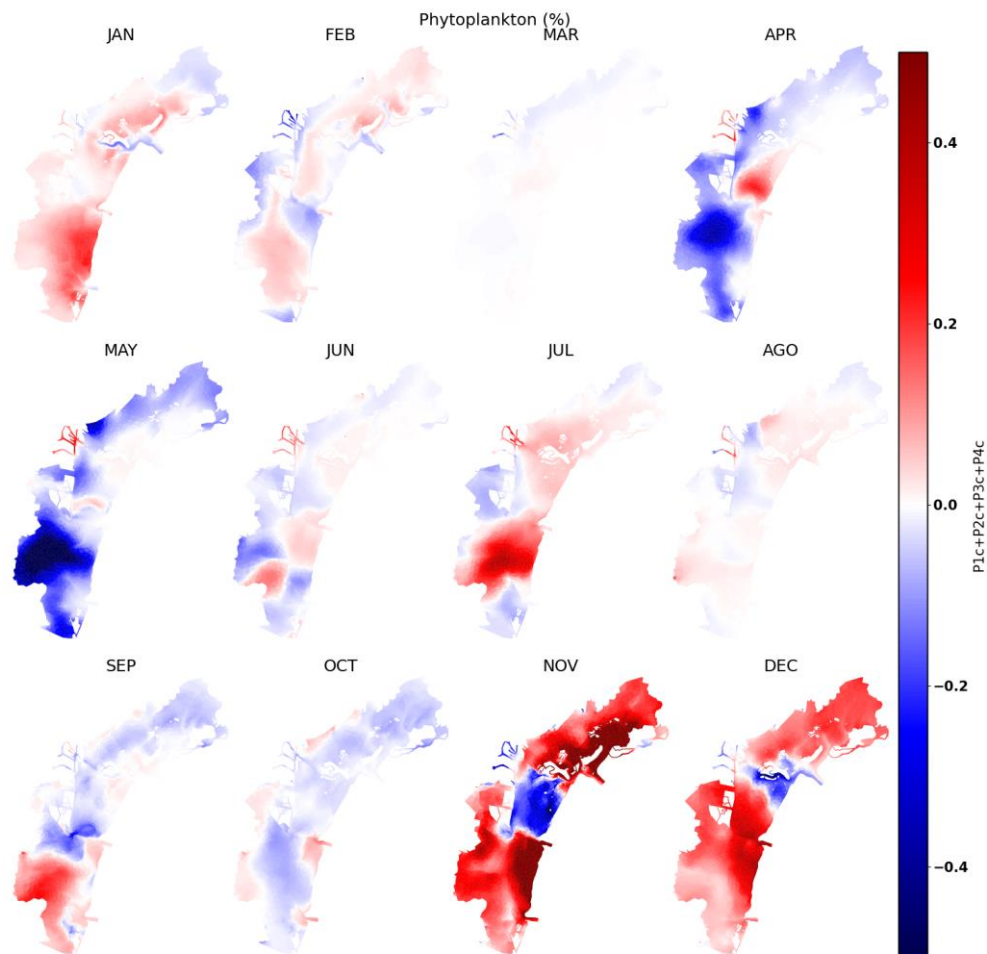 Phytoplankton (%)
JAN
FEB
MAR
APR
MAY
JUN
JUL
AGO
SEP
OCT
NOV
DEC
0.4
0.2
0.0
−0.2
−0.4
P1c+P2c+P3c+P4c